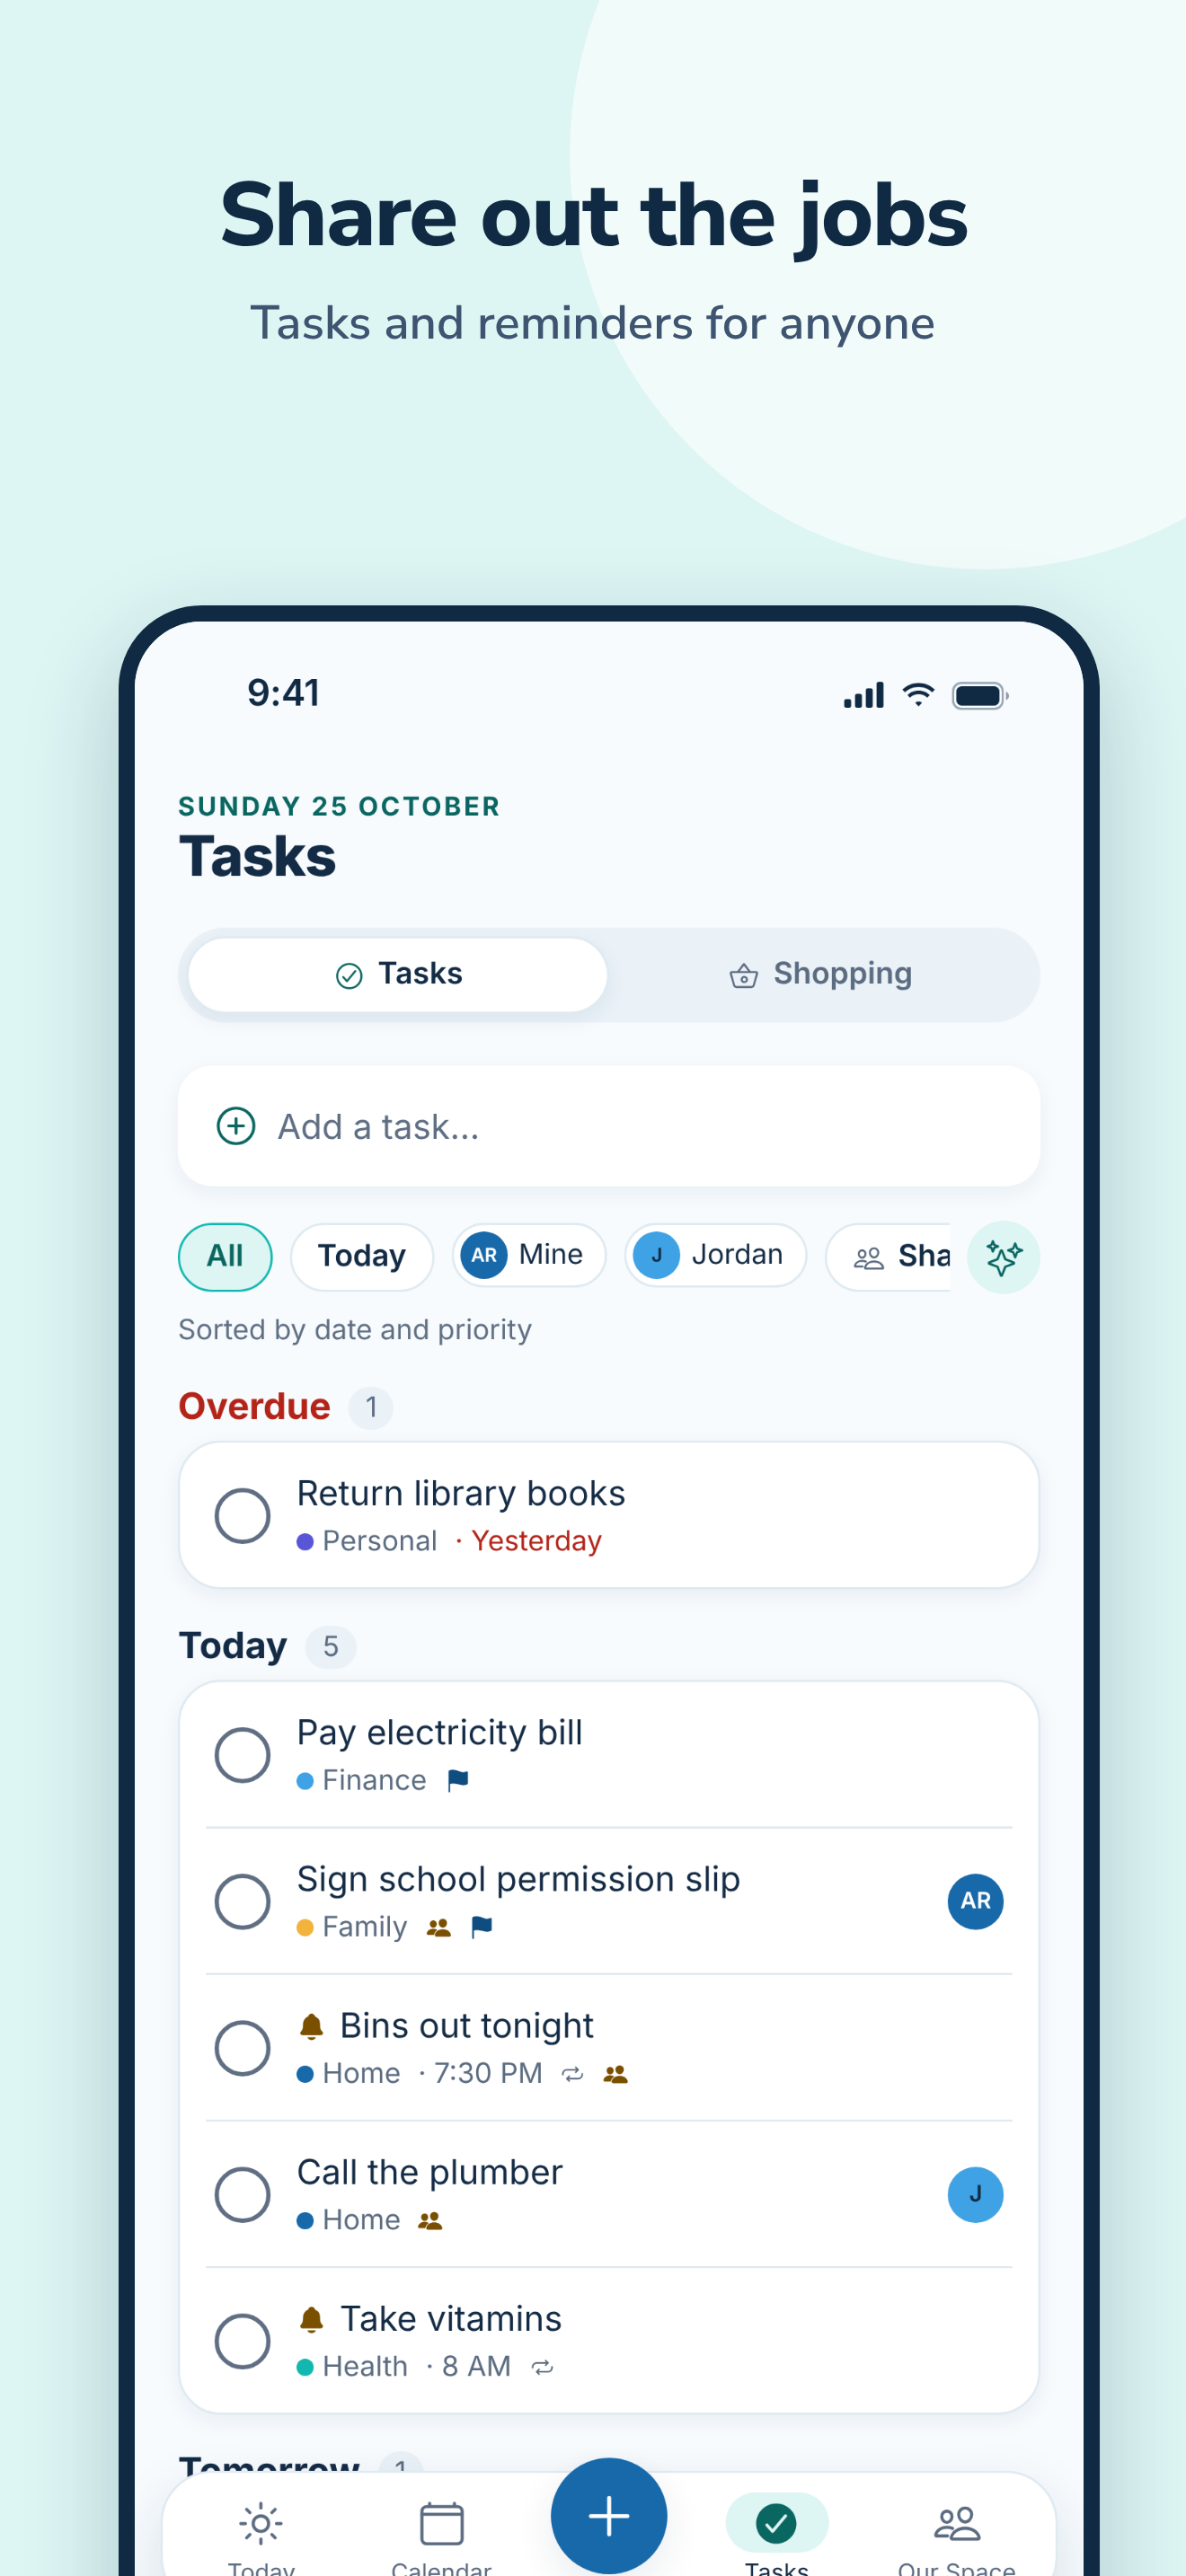 Share out the jobs
Tasks and reminders for anyone
9:41
SUNDAY 25 OCTOBER
Tasks
Tasks Shopping
Add a task...
All Today AR Mine J Jordan Sha
Sorted by date and priority
Overdue 1
Return library books
Personal · Yesterday
Today 5
Pay electricity bill
Finance
Sign school permission slip
Family
AR
Bins out tonight
Home · 7:30 PM
Call the plumber
Home
J
Take vitamins
Health · 8 AM
Tomorrow 1
Today Calendar Tasks Our Space